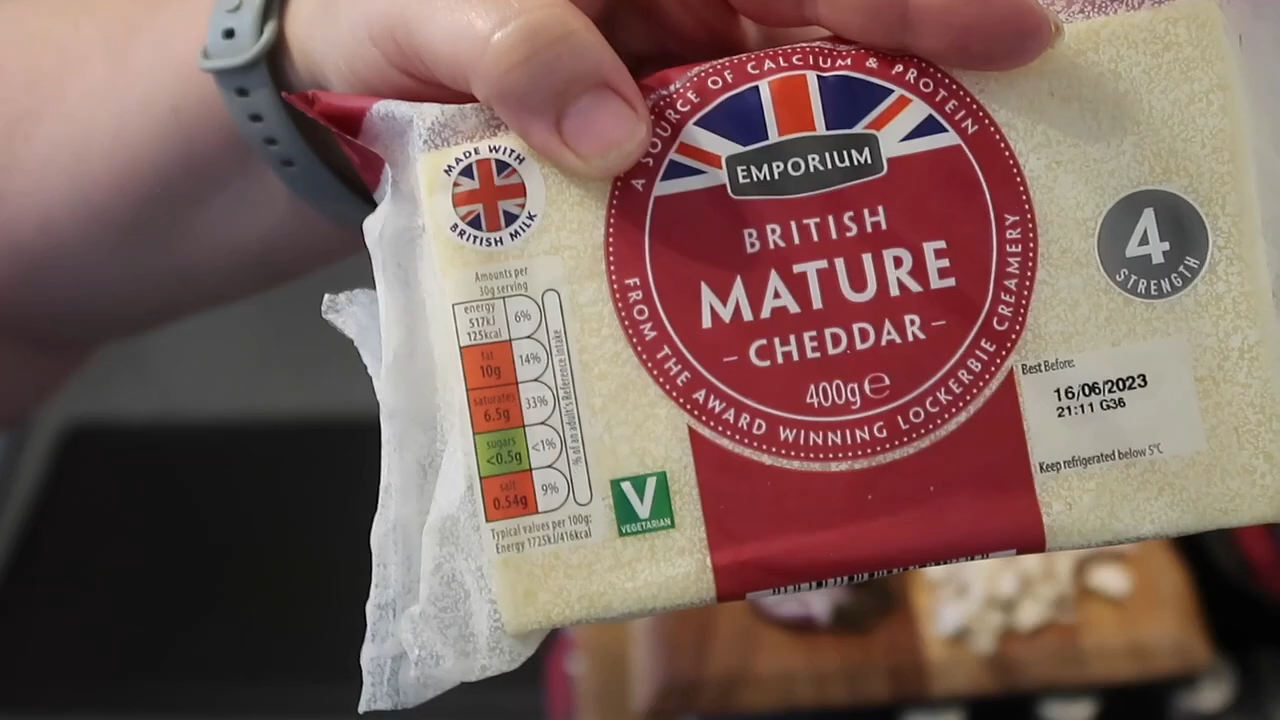 MADE WITH
BRITISH MILK
Amounts per
30g serving
energy
517kJ
125kcal
6%
fat
10g
14%
saturates
6.5g
33%
sugars
<0.5g
<1%
salt
0.54g
9%
% of an adult's Reference Intake
Typical values per 100g:
Energy 1725kJ/416kcal
V
VEGETARIAN
A SOURCE OF CALCIUM & PROTEIN
EMPORIUM
BRITISH
MATURE
- CHEDDAR -
400g℮
FROM THE AWARD WINNING LOCKERBIE CREAMERY
4
STRENGTH
Best Before:
16/06/2023
21:11 G36
Keep refrigerated below 5°C